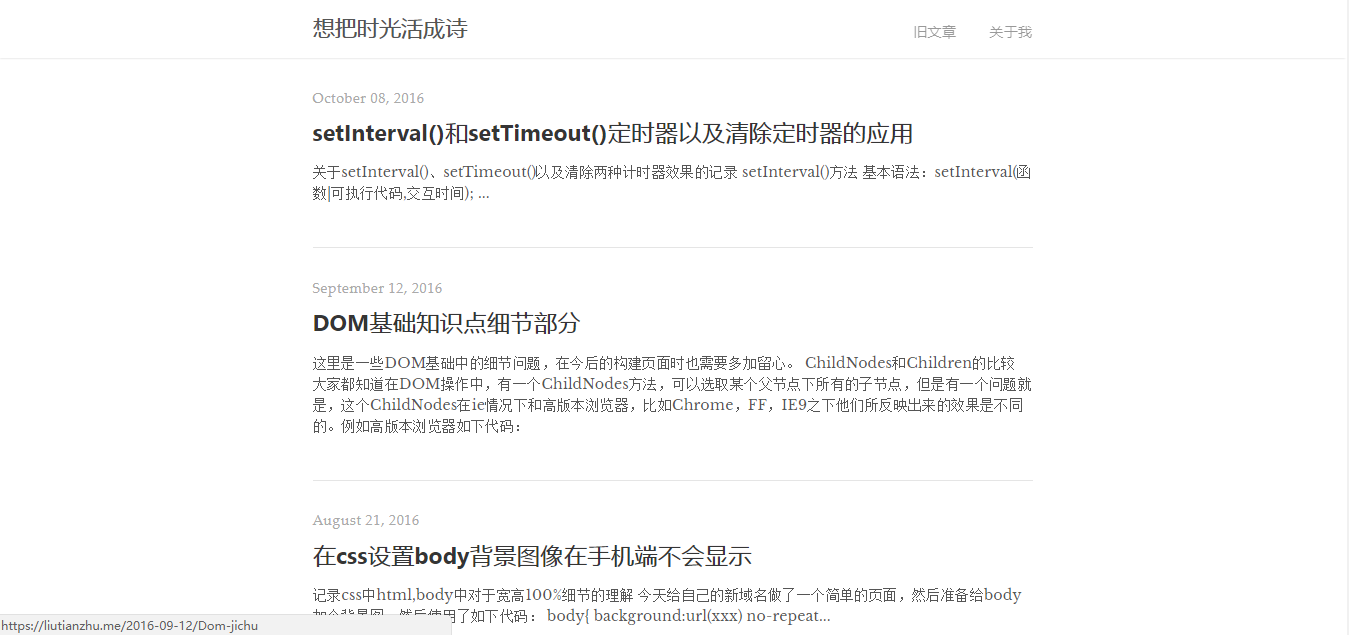 想把时光活成诗
旧文章 关于我
October 08, 2016
setInterval()和setTimeout()定时器以及清除定时器的应用
关于setInterval()、setTimeout()以及清除两种计时器效果的记录 setInterval()方法 基本语法：setInterval(函
数|可执行代码,交互时间); ...
September 12, 2016
DOM基础知识点细节部分
这里是一些DOM基础中的细节问题，在今后的构建页面时也需要多加留心。 ChildNodes和Children的比较
大家都知道在DOM操作中，有一个ChildNodes方法，可以选取某个父节点下所有的子节点，但是有一个问题就
是，这个ChildNodes在ie情况下和高版本浏览器，比如Chrome，FF，IE9之下他们所反映出来的效果是不同
的。例如高版本浏览器如下代码：
August 21, 2016
在css设置body背景图像在手机端不会显示
记录css中html,body中对于宽高100%细节的理解 今天给自己的新域名做了一个简单的页面，然后准备给body
加个背景图，然后使用了如下代码： body{ background:url(xxx) no-repeat...
https://liutianzhu.me/2016-09-12/Dom-jichu